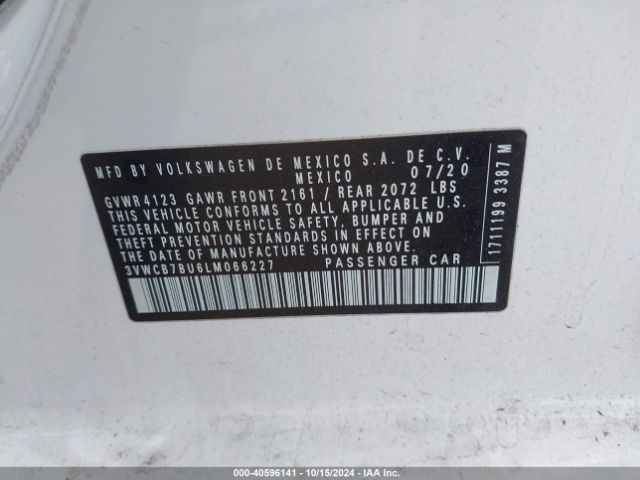 MFD BY VOLKSWAGEN DE MEXICO S.A. DE C.V.
MEXICO 07/20
GVWR 4123 GAWR FRONT 2161 / REAR 2072 LBS
THIS VEHICLE CONFORMS TO ALL APPLICABLE U.S.
FEDERAL MOTOR VEHICLE SAFETY, BUMPER AND
THEFT PREVENTION STANDARDS IN EFFECT ON
THE DATE OF MANUFACTURE SHOWN ABOVE.
3VWCB7BU6LM066227 PASSENGER CAR
1711199 3387 M
000-40596141 - 10/15/2024 - IAA Inc.